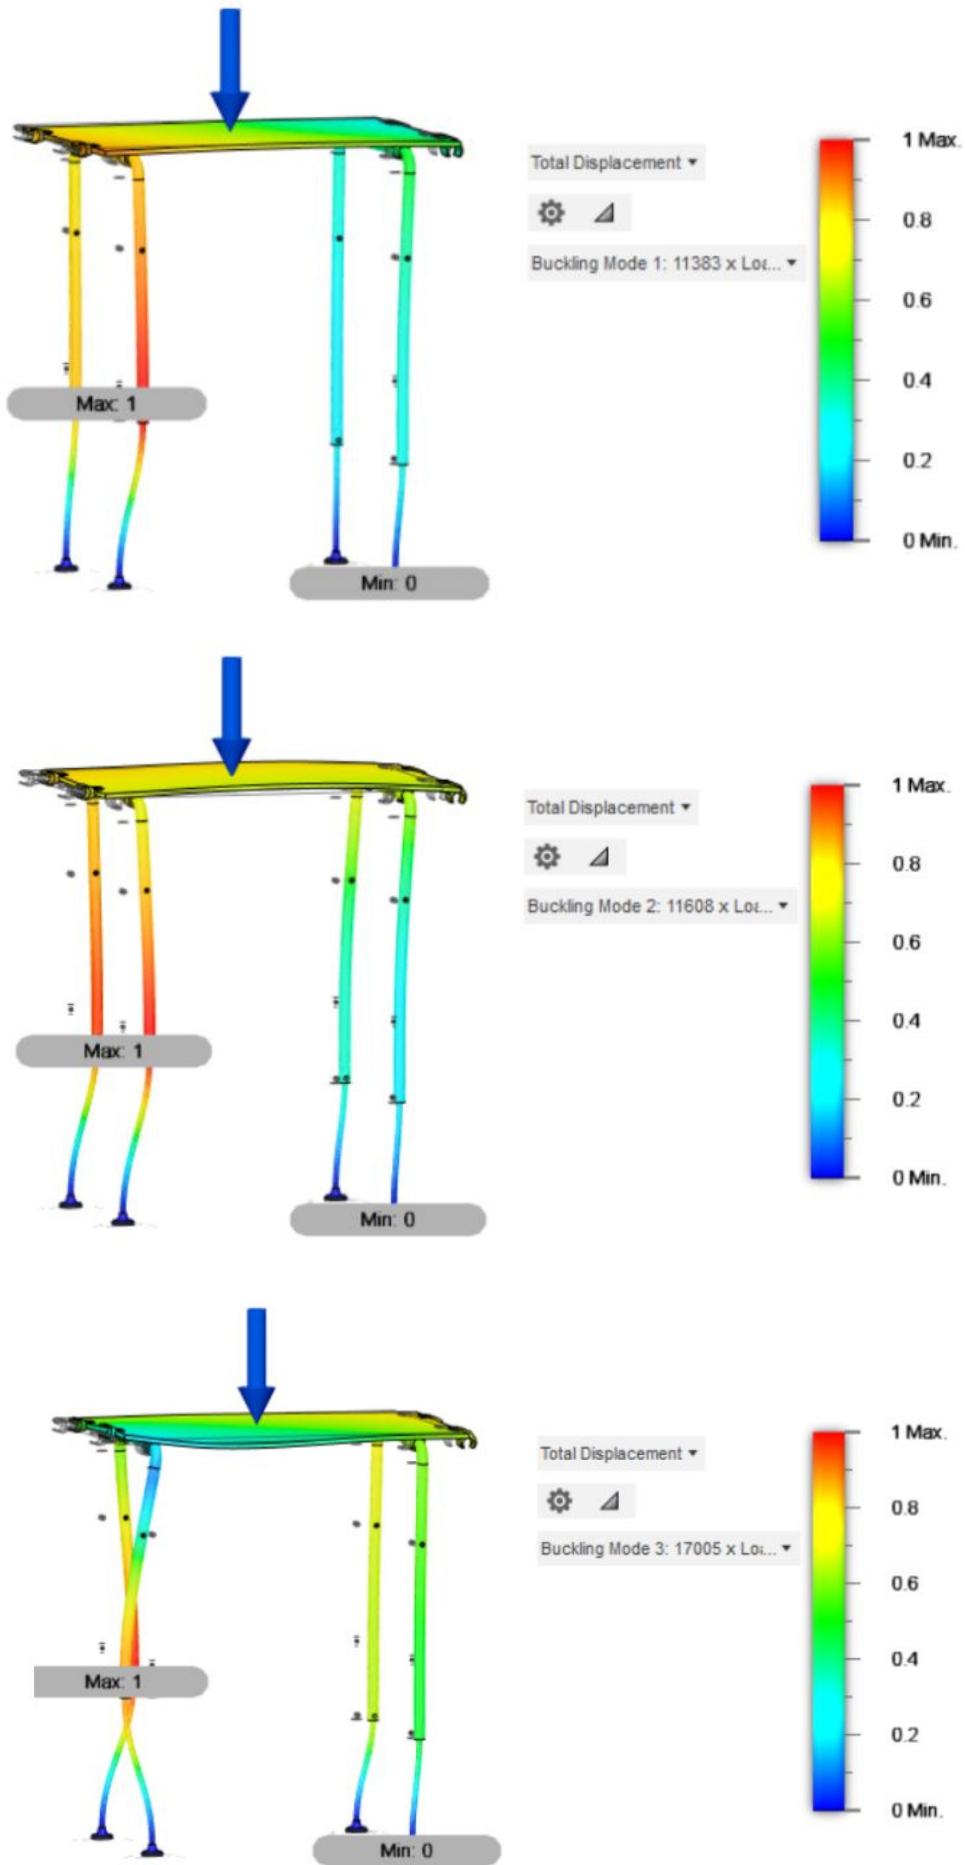 1 Max.
Total Displacement
0.8
Buckling Mode 1: 11383 x Loa...
0.6
0.4
Max: 1
0.2
0 Min.
Min: 0
1 Max.
Total Displacement
0.8
Buckling Mode 2: 11608 x Loa...
0.6
0.4
Max: 1
0.2
0 Min.
Min: 0
1 Max.
Total Displacement
0.8
Buckling Mode 3: 17005 x Loa...
0.6
0.4
Max: 1
0.2
0 Min.
Min: 0